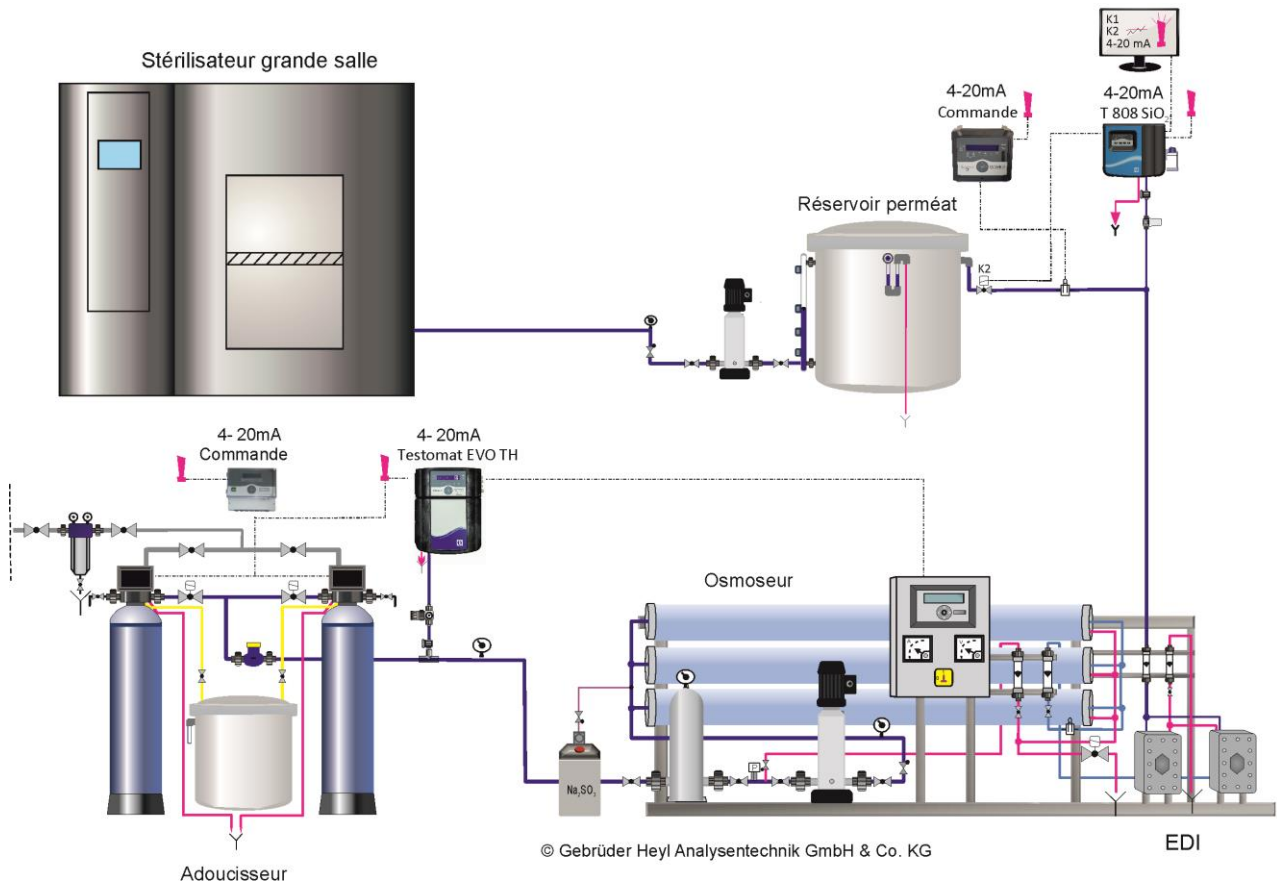 K1
K2
4-20 mA
Stérilisateur grande salle
4-20mA
Commande
4-20mA
T 808 SiO2
Réservoir perméat
K2
4- 20mA
Commande
4- 20mA
Testomat EVO TH
Osmoseur
Na2SO3
P
© Gebrüder Heyl Analysentechnik GmbH & Co. KG
EDI
Adoucisseur